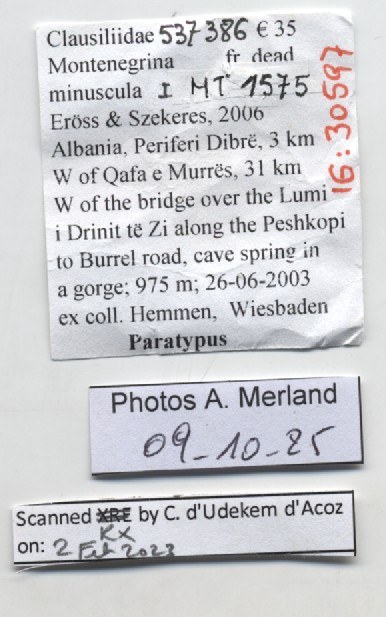 Clausiliidae 537386 € 35
Montenegrina fr dead
minuscula I MT 1575
Eröss & Szekeres, 2006
Albania, Periferi Dibrë, 3 km
W of Qafa e Murrës, 31 km
W of the bridge over the Lumi
i Drinit të Zi along the Peshkopi
to Burrel road, cave spring in
a gorge; 975 m; 26-06-2003
ex coll. Hemmen, Wiesbaden
Paratypus
16:30597
Photos A. Merland
09-10-25
Scanned XRE by C. d'Udekem d'Acoz
KX
on: 2 Feb 2023